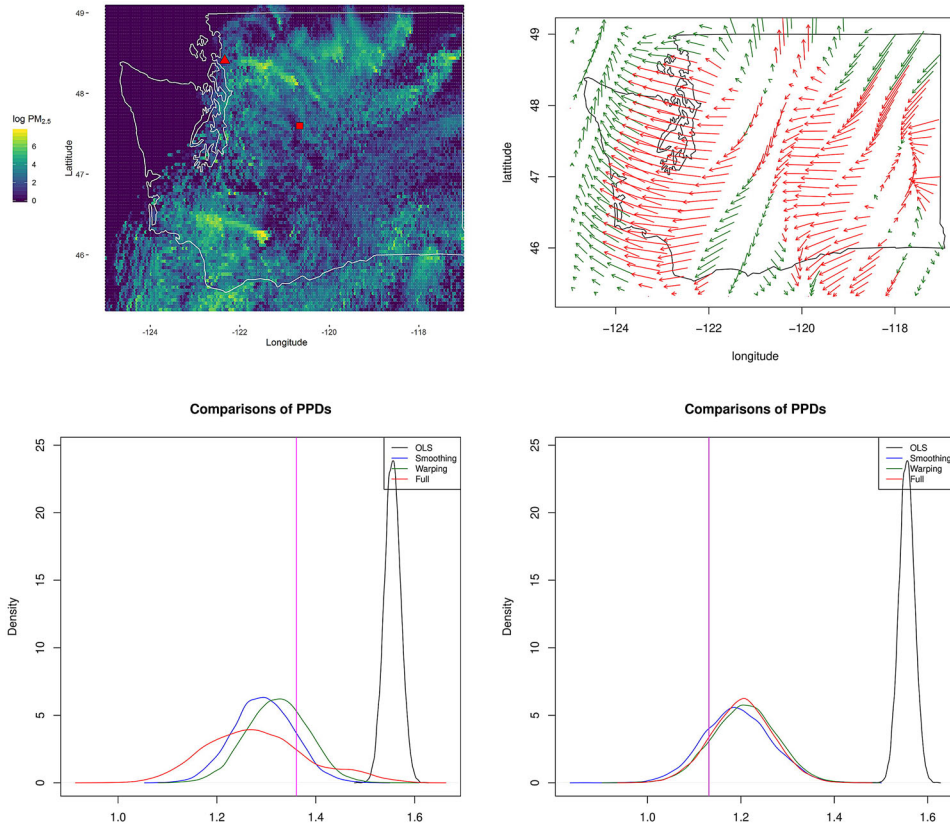 49
48
47
46
Lattitude
log PM2.5
6
4
2
0
-124
-122
-120
-118
Longitude
49
48
47
46
lattitude
−124
−122
−120
−118
longitude
Comparisons of PPDs
25
20
15
10
5
0
Density
OLS
Smoothing
Warping
Full
1.0
1.2
1.4
1.6
Comparisons of PPDs
25
20
15
10
5
0
Density
OLS
Smoothing
Warping
Full
1.0
1.2
1.4
1.6